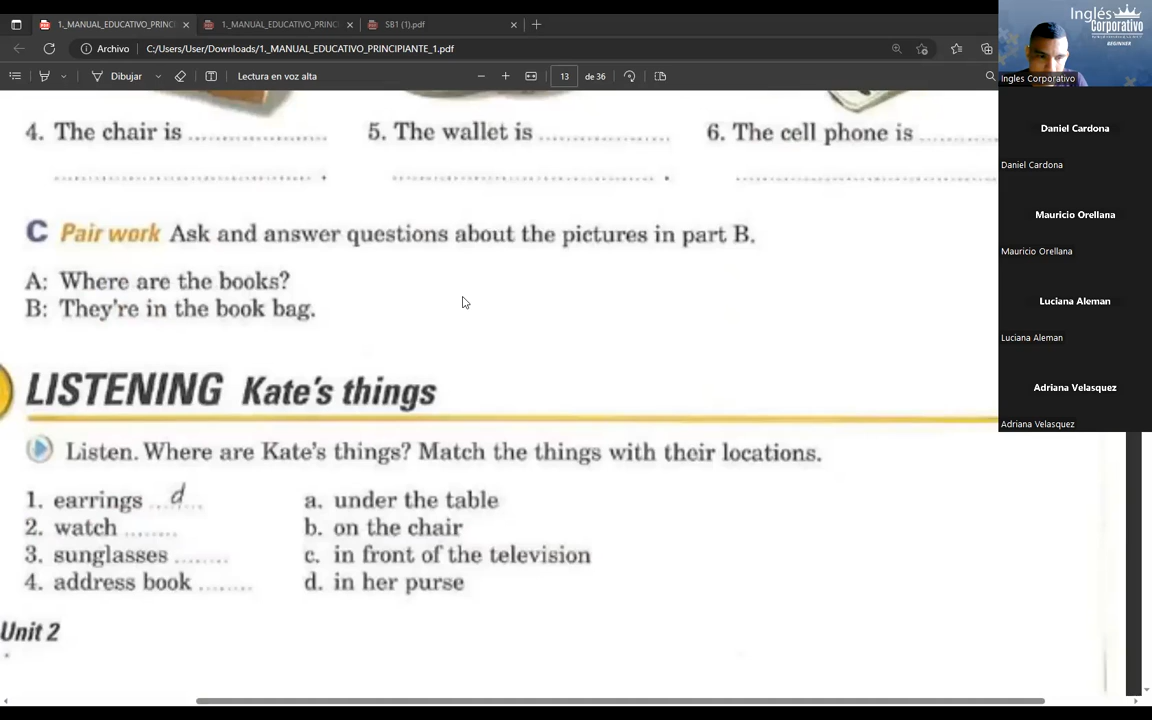 1._MANUAL_EDUCATIVO_PRINCI
1._MANUAL_EDUCATIVO_PRINCI
SB1 (1).pdf
Archivo
C:/Users/User/Downloads/1._MANUAL_EDUCATIVO_PRINCIPIANTE_1.pdf
Dibujar
Lectura en voz alta
13
de 36
Inglés
Corporativo
BEGINNER
Ingles Corporativo
Daniel Cardona
Daniel Cardona
Mauricio Orellana
Mauricio Orellana
Luciana Aleman
Luciana Aleman
Adriana Velasquez
Adriana Velasquez
4. The chair is ........................
5. The wallet is ........................
6. The cell phone is ..............
C Pair work Ask and answer questions about the pictures in part B.
A: Where are the books?
B: They're in the book bag.
LISTENING Kate's things
Listen. Where are Kate's things? Match the things with their locations.
1. earrings ...d...
2. watch ........
3. sunglasses ........
4. address book ........
a. under the table
b. on the chair
c. in front of the television
d. in her purse
Unit 2